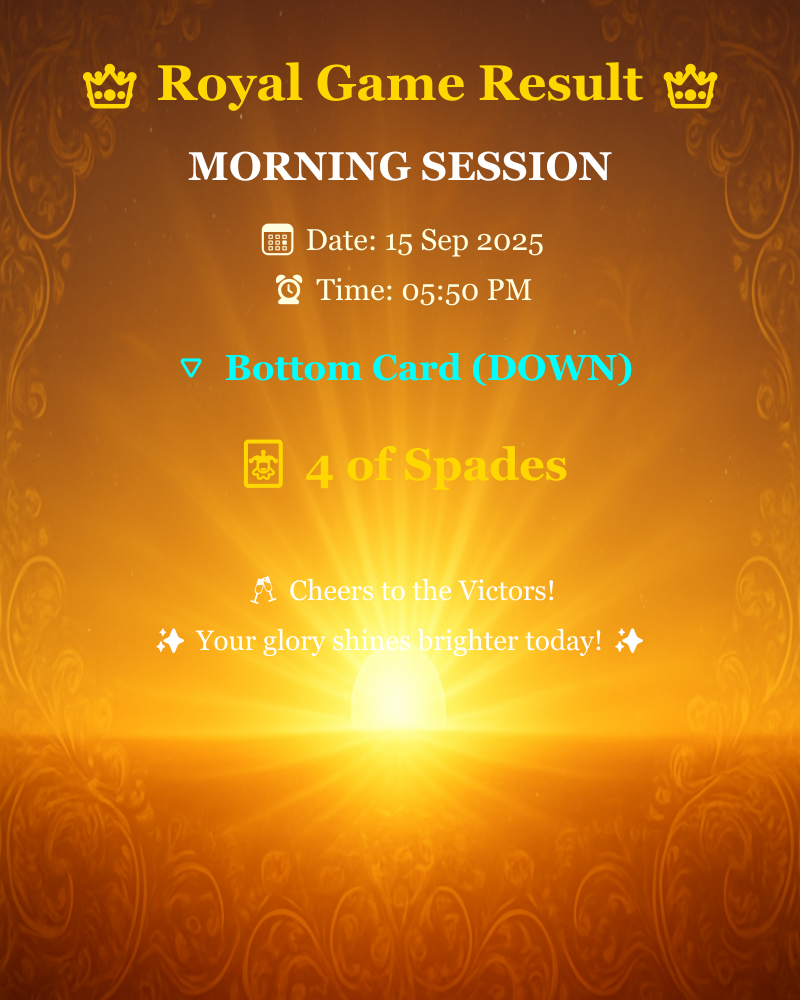 👑 Royal Game Result 👑
MORNING SESSION
📅 Date: 15 Sep 2025
⏰ Time: 05:50 PM
🔽 Bottom Card (DOWN)
🃏 4 of Spades
🥂 Cheers to the Victors!
✨ Your glory shines brighter today! ✨